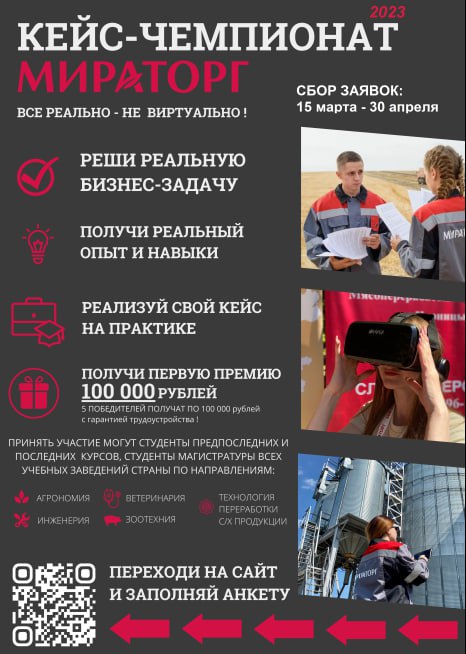 2023
КЕЙС-ЧЕМПИОНАТ
МИРАТОРГ
ВСЕ РЕАЛЬНО - НЕ ВИРТУАЛЬНО !
СБОР ЗАЯВОК:
15 марта - 30 апреля
РЕШИ РЕАЛЬНУЮ
БИЗНЕС-ЗАДАЧУ
ПОЛУЧИ РЕАЛЬНЫЙ
ОПЫТ И НАВЫКИ
РЕАЛИЗУЙ СВОЙ КЕЙС
НА ПРАКТИКЕ
ПОЛУЧИ ПЕРВУЮ ПРЕМИЮ
100 000 РУБЛЕЙ
5 ПОБЕДИТЕЛЕЙ ПОЛУЧАТ ПО 100 000 рублей
с гарантией трудоустройства !
ПРИНЯТЬ УЧАСТИЕ МОГУТ СТУДЕНТЫ ПРЕДПОСЛЕДНИХ И
ПОСЛЕДНИХ КУРСОВ, СТУДЕНТЫ МАГИСТРАТУРЫ ВСЕХ
УЧЕБНЫХ ЗАВЕДЕНИЙ СТРАНЫ ПО НАПРАВЛЕНИЯМ:
АГРОНОМИЯ
ВЕТЕРИНАРИЯ
ТЕХНОЛОГИЯ
ПЕРЕРАБОТКИ
С/Х ПРОДУКЦИИ
ИНЖЕНЕРИЯ
ЗООТЕХНИЯ
ПЕРЕХОДИ НА САЙТ
И ЗАПОЛНЯЙ АНКЕТУ
МИРАТОРГ